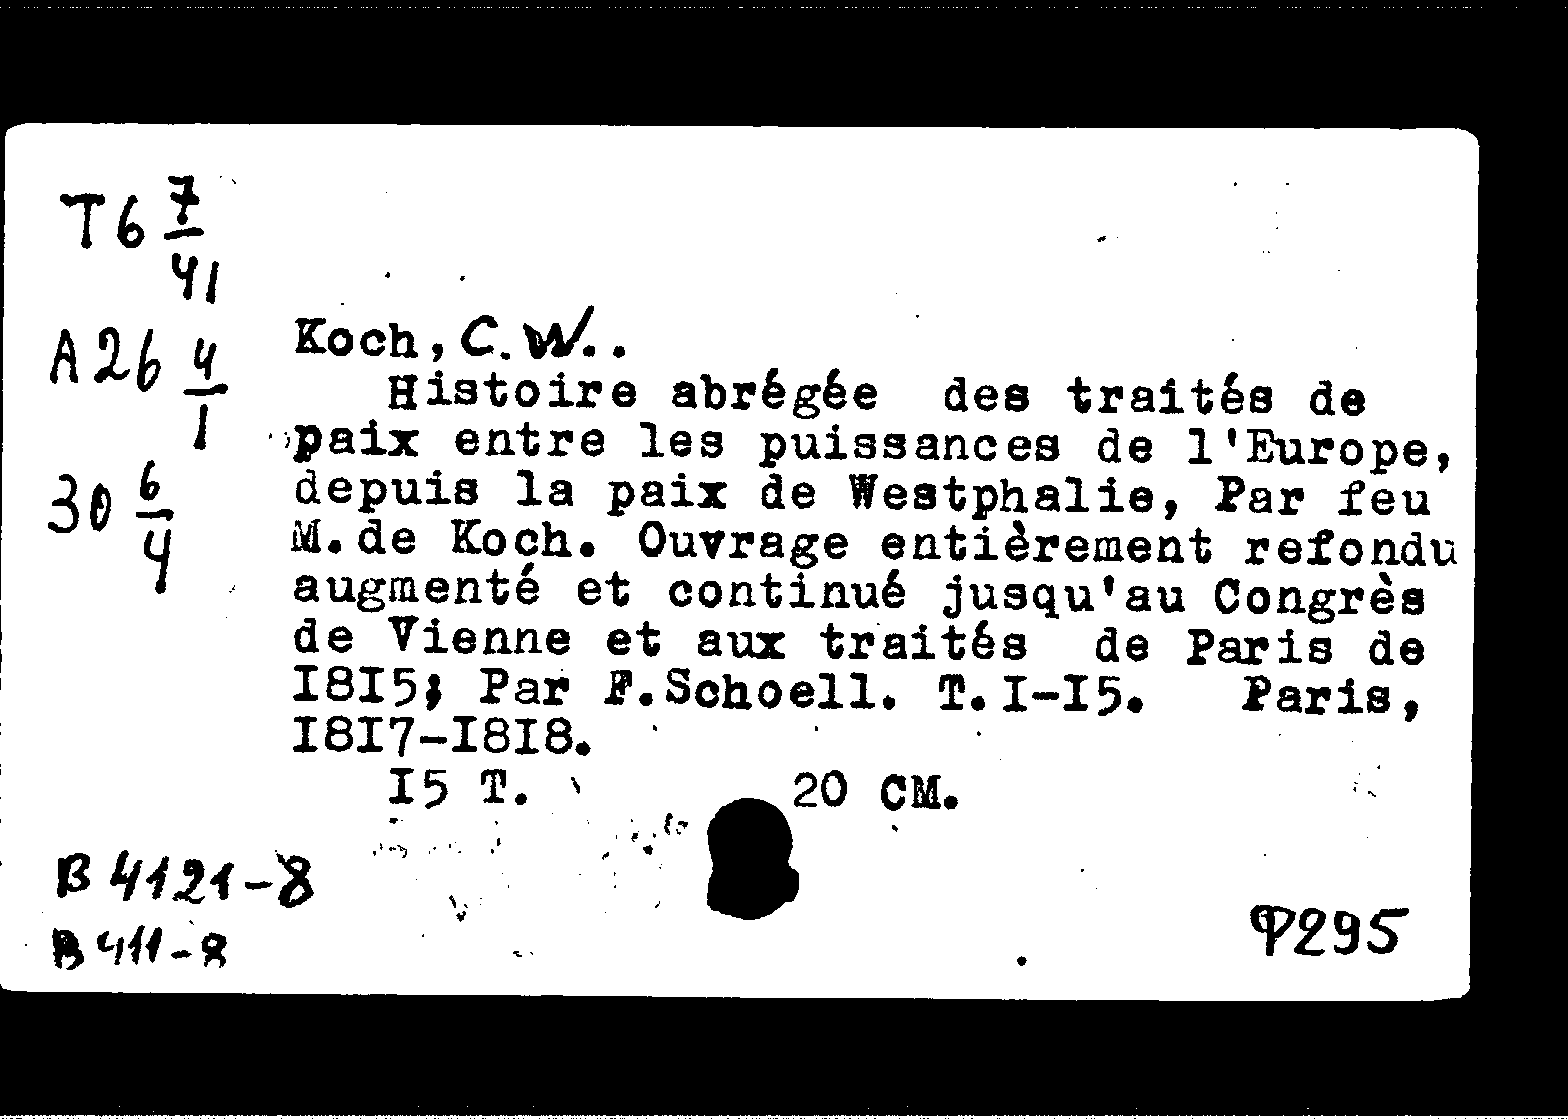 T6 7/41
A26 4/1
30 6/4
Koch, C. W..
Histoire abrégée des traités de
paix entre les puissances de l'Europe,
depuis la paix de Westphalie, Par feu
M.de Koch. Ouvrage entièrement refondu
augmenté et continué jusqu'au Congrès
de Vienne et aux traités de Paris de
I8I5; Par F.Schoell. T.I-I5. Paris,
I8I7-I8I8.
I5 T. 20 CM.
B 4121-8
B 411-8
Ф295